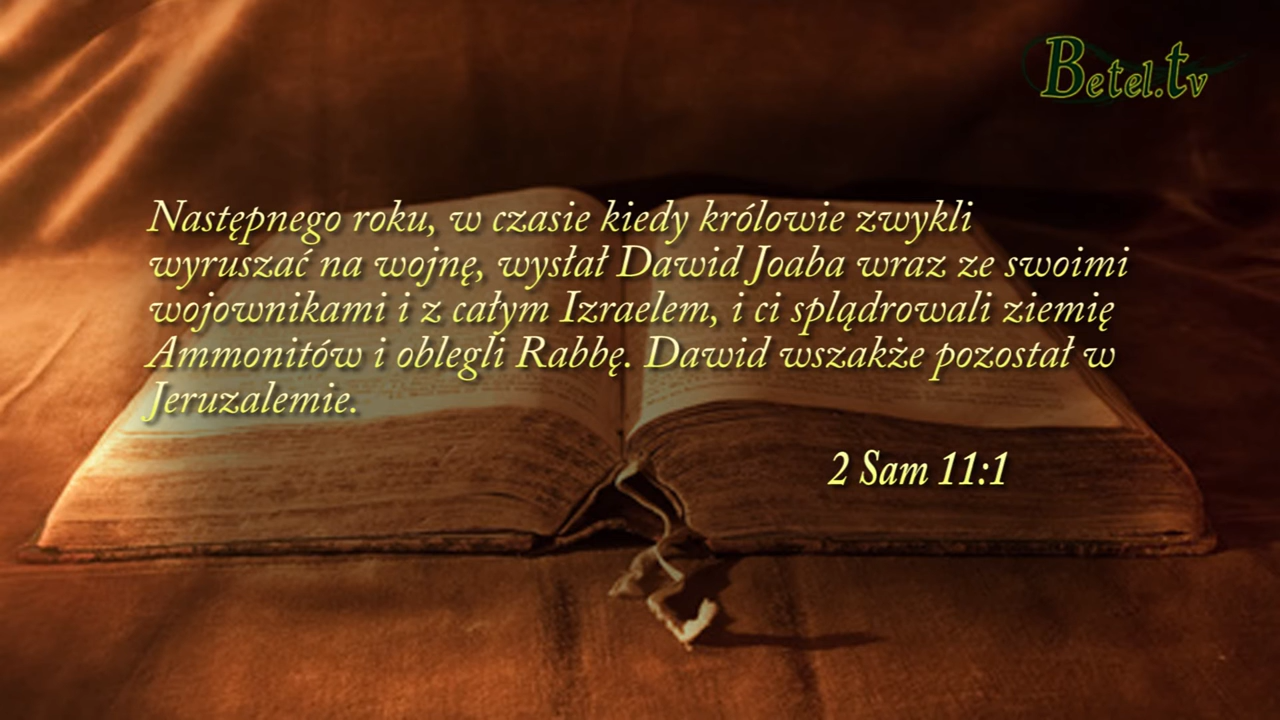 Betel.tv
Następnego roku, w czasie kiedy królowie zwykli
wyruszać na wojnę, wysłał Dawid Joaba wraz ze swoimi
wojownikami i z całym Izraelem, i ci splądrowali ziemię
Ammonitów i oblegli Rabbę. Dawid wszakże pozostał w
Jeruzalemie.
2 Sam 11:1